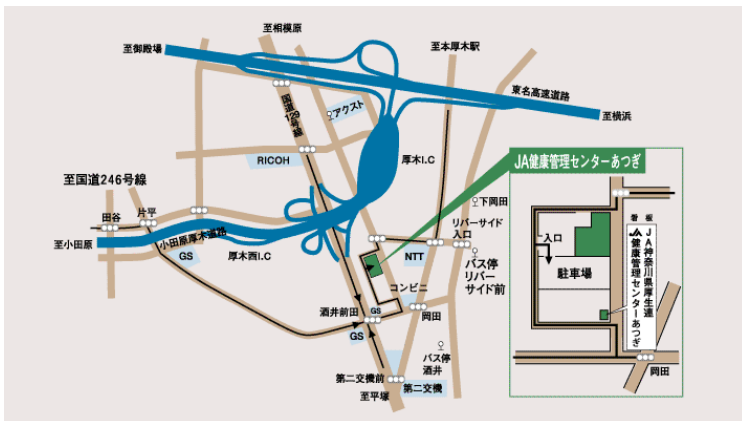 至相模原
至御殿場
至本厚木駅
東名高速道路
至横浜
国道129号線
アクスト
RICOH
厚木I.C
JA健康管理センターあつぎ
至国道246号線
下岡田
田谷
片平
リバーサイド
入口
至小田原
小田原厚木道路
GS
厚木西I.C
NTT
バス停
リバー
サイド前
コンビニ
酒井前田
GS
岡田
GS
バス停
酒井
第二交機前
第二交機
至平塚
看板
入口
駐車場
JA神奈川県厚生連
健康管理センターあつぎ
岡田